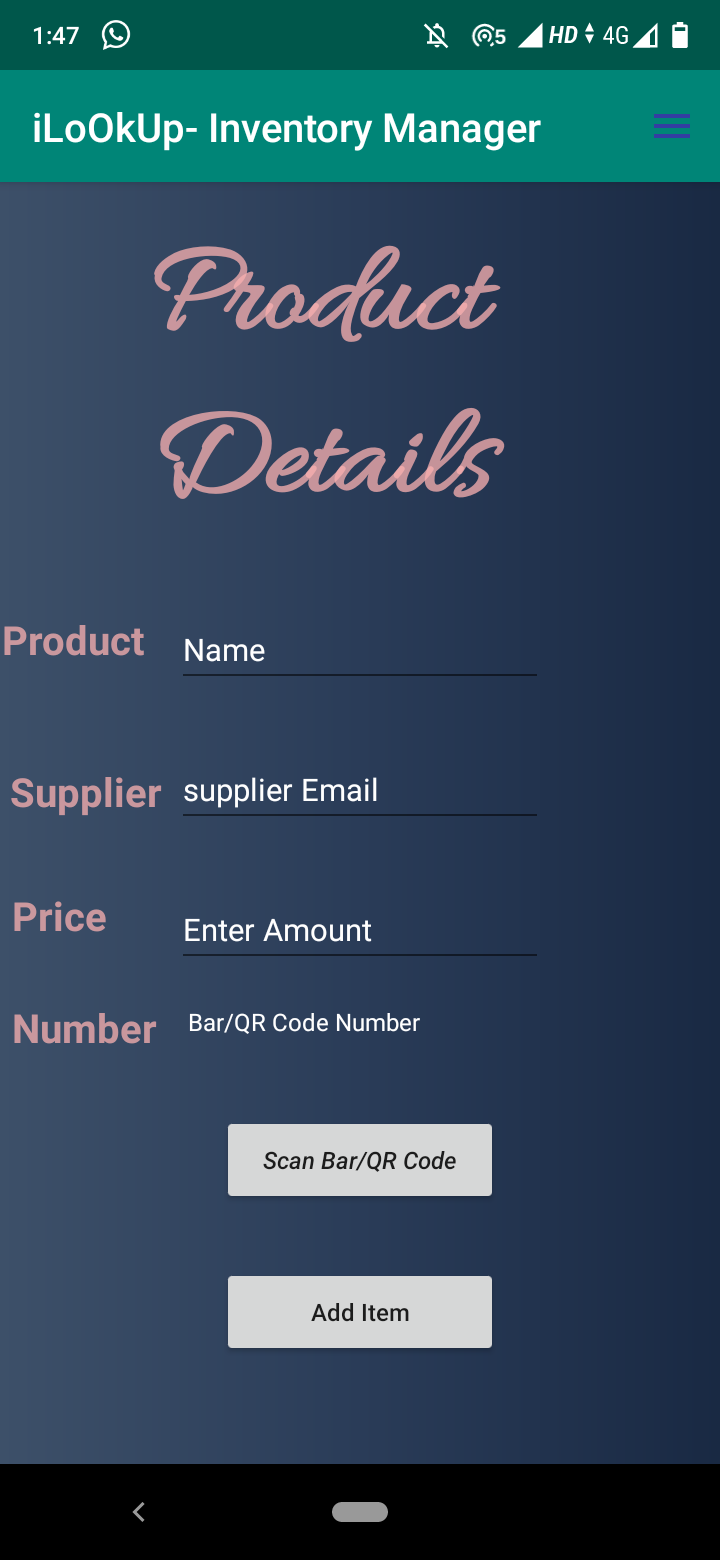 1:47 5 HD 4G
iLoOkUp- Inventory Manager
Product
Details
Product Name
Supplier supplier Email
Price Enter Amount
Number Bar/QR Code Number
Scan Bar/QR Code
Add Item